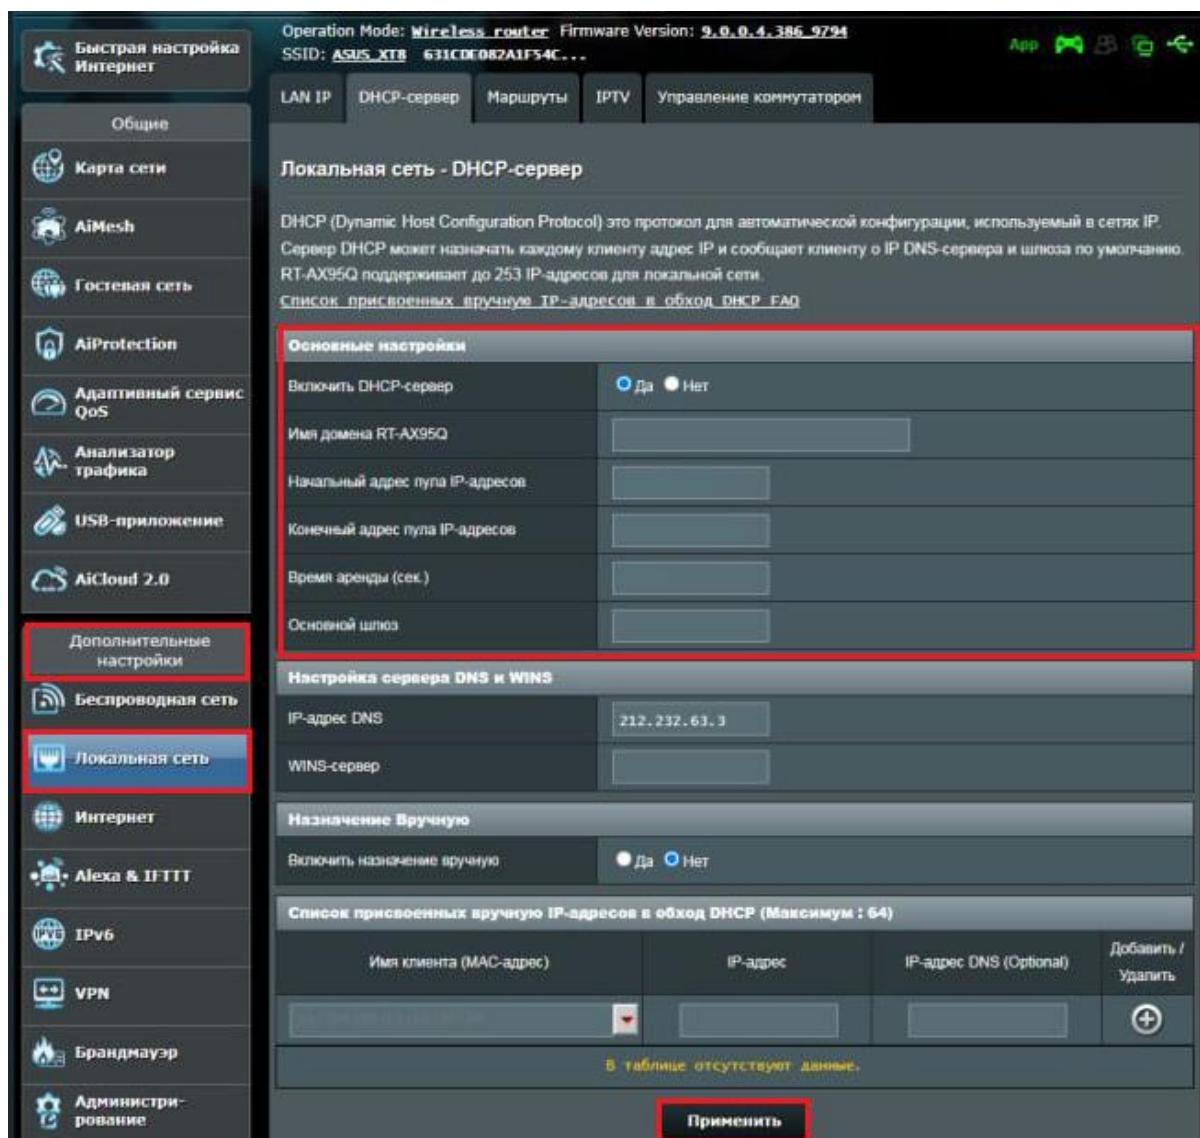 Быстрая настройка
Интернет
Operation Mode: Wireless router Firmware Version: 9.0.0.4.386_9794
SSID: ASUS_XT8 631CDE082A1F54C...
App
LAN IP
DHCP-сервер
Маршруты
IPTV
Управление коммутатором
Общие
Карта сети
AiMesh
Гостевая сеть
AiProtection
Адаптивный сервис
QoS
Анализатор
трафика
USB-приложение
AiCloud 2.0
Дополнительные
настройки
Беспроводная сеть
Локальная сеть
Интернет
Alexa & IFTTT
IPv6
VPN
Брандмауэр
Администри-
рование
Локальная сеть - DHCP-сервер
DHCP (Dynamic Host Configuration Protocol) это протокол для автоматической конфигурации, используемый в сетях IP.
Сервер DHCP может назначать каждому клиенту адрес IP и сообщает клиенту о IP DNS-сервера и шлюза по умолчанию.
RT-AX95Q поддерживает до 253 IP-адресов для локальной сети.
Список присвоенных вручную IP-адресов в обход DHCP FAQ
Основные настройки
Включить DHCP-сервер
Да Нет
Имя домена RT-AX95Q
Начальный адрес пула IP-адресов
Конечный адрес пула IP-адресов
Время аренды (сек.)
Основной шлюз
Настройка сервера DNS и WINS
IP-адрес DNS
212.232.63.3
WINS-сервер
Назначение Вручную
Включить назначение вручную
Да Нет
Список присвоенных вручную IP-адресов в обход DHCP (Максимум : 64)
Имя клиента (MAC-адрес)
IP-адрес
IP-адрес DNS (Optional)
Добавить /
Удалить
В таблице отсутствуют данные.
Применить